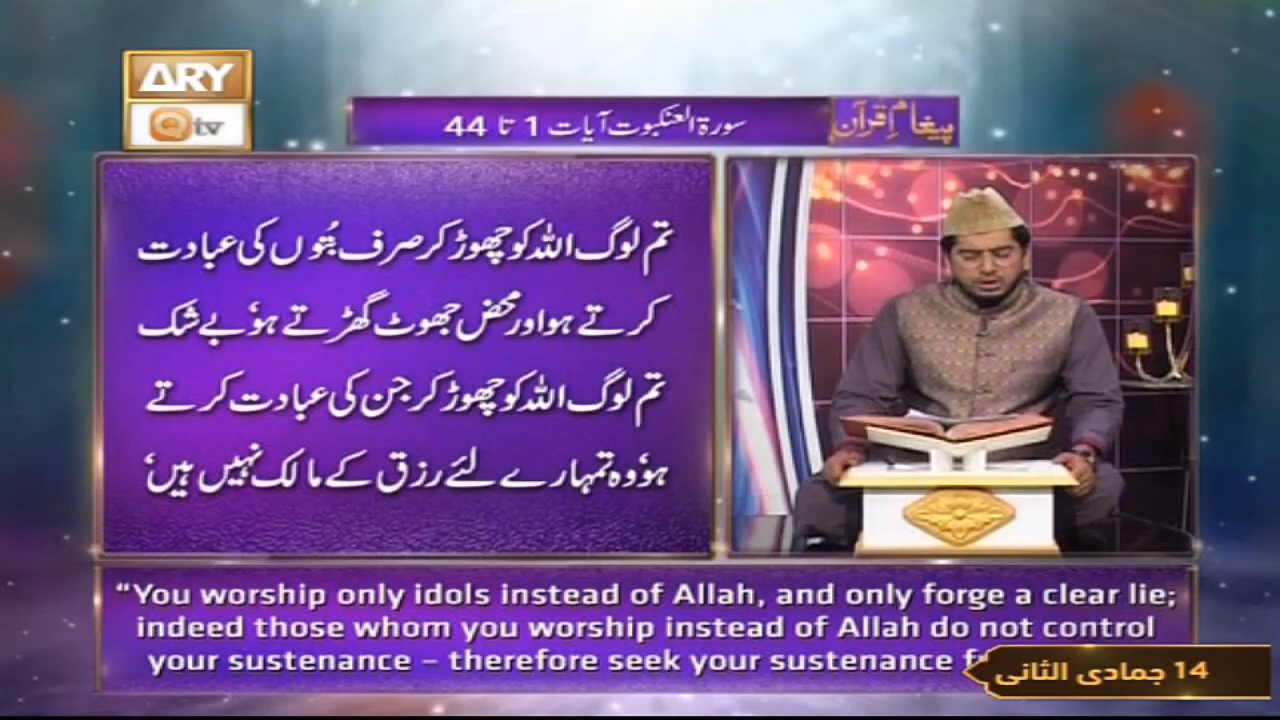 ARY
Qtv
پیغامِ قرآن
سورۃ العنکبوت آیات 1 تا 44
تم لوگ اللہ کو چھوڑ کر صرف بُتوں کی عبادت
کرتے ہو اور محض جھوٹ گھڑتے ہو، بے شک
تم لوگ اللہ کو چھوڑ کر جن کی عبادت کرتے
ہو، وہ تمہارے لئے رزق کے مالک نہیں ہیں،
“You worship only idols instead of Allah, and only forge a clear lie;
indeed those whom you worship instead of Allah do not control
your sustenance – therefore seek your sustenance
14 جمادی الثانی